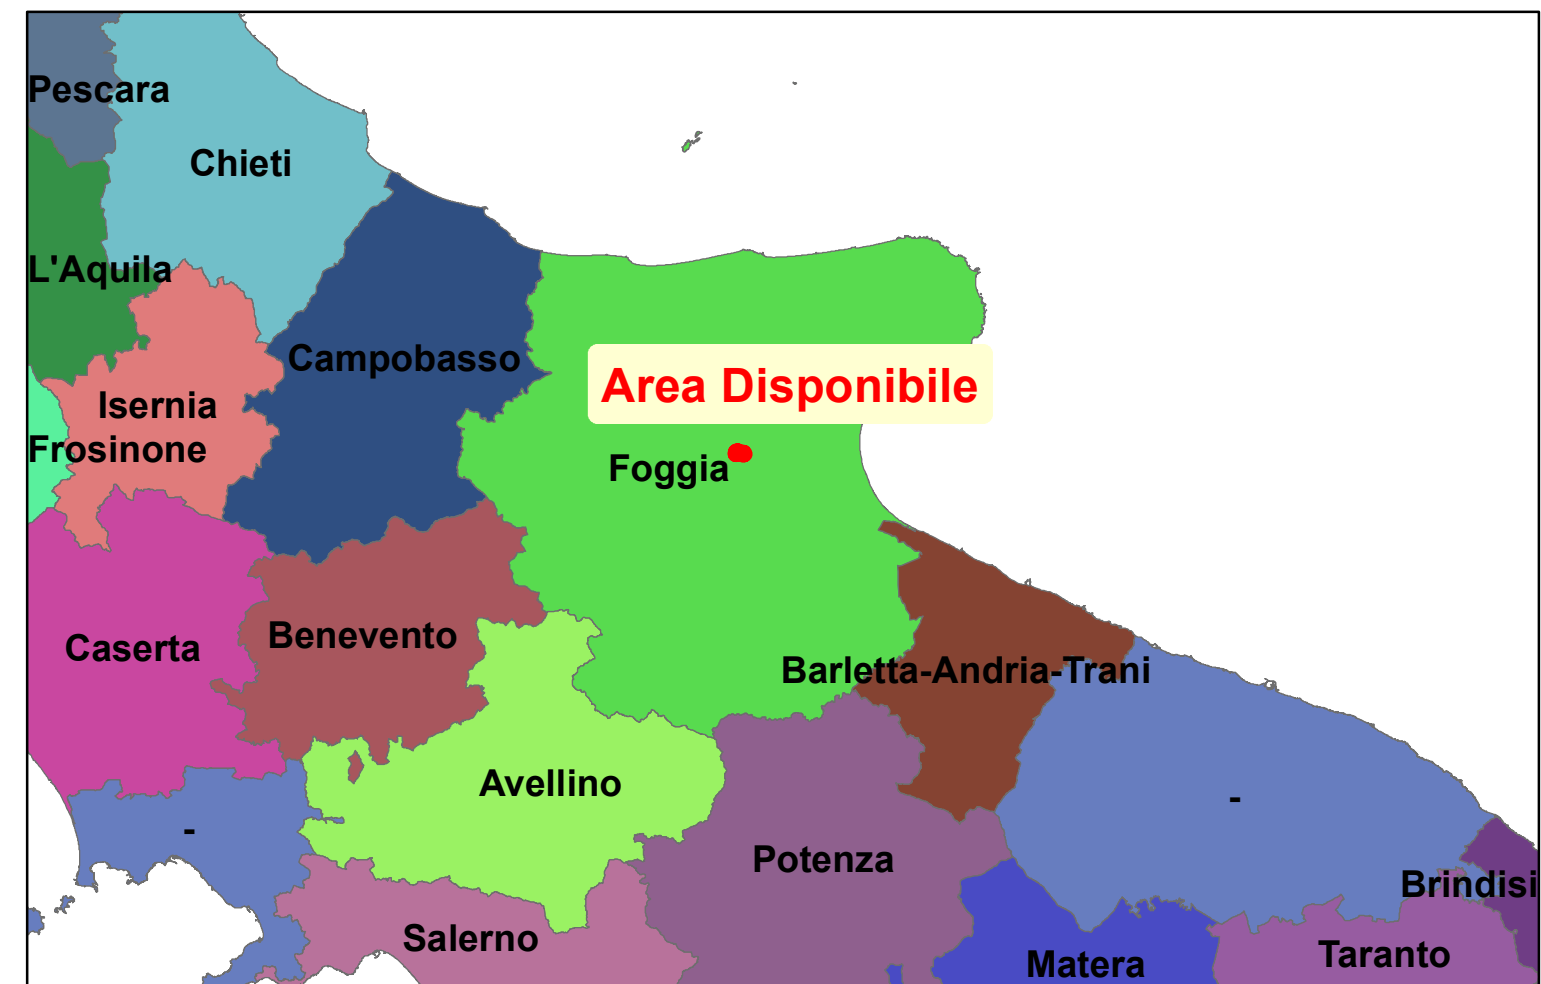 Pescara
Chieti
L'Aquila
Campobasso
Area Disponibile
Isernia
Frosinone
Foggia
Caserta
Benevento
Barletta-Andria-Trani
Avellino
-
-
Potenza
Brindisi
Salerno
Matera
Taranto